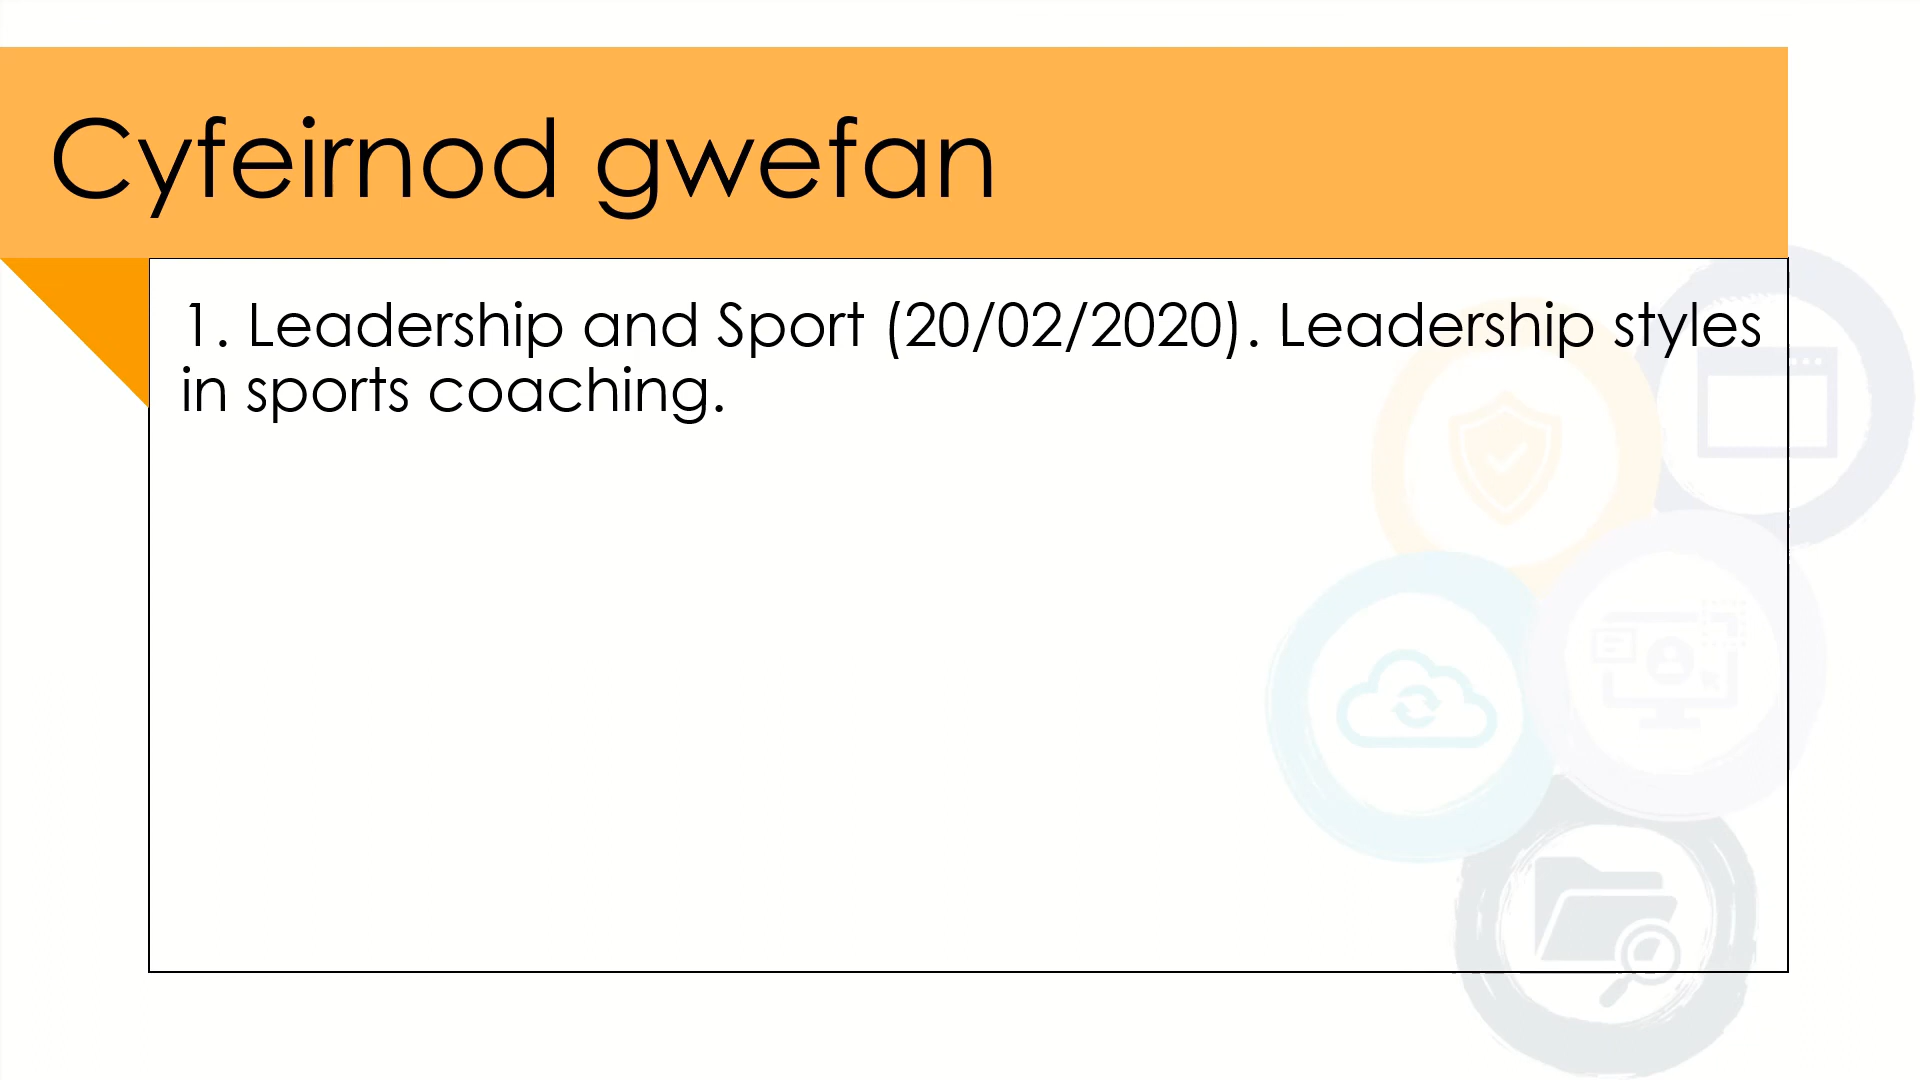 Cyfeirnod gwefan
1. Leadership and Sport (20/02/2020). Leadership styles
in sports coaching.